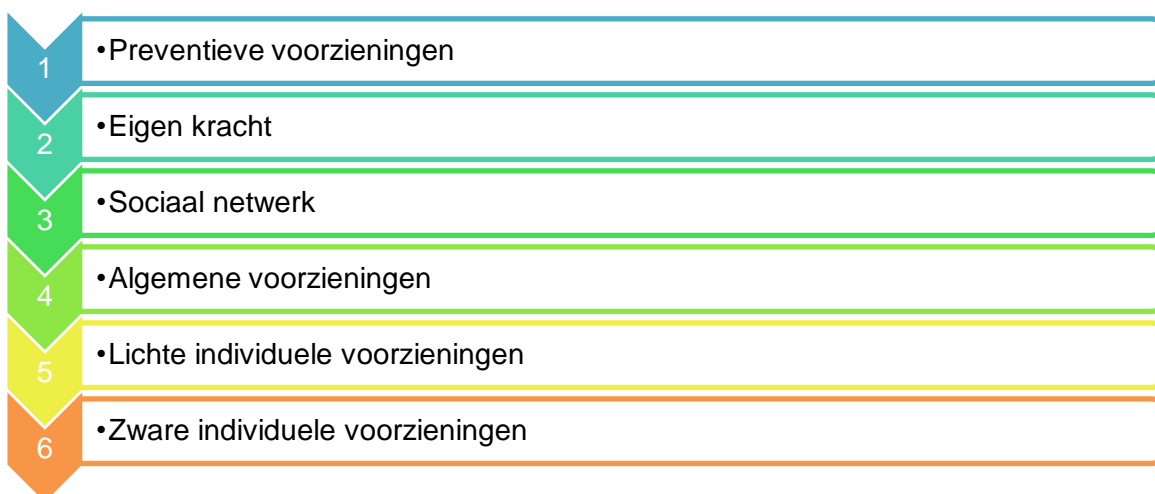 1 •Preventieve voorzieningen
2 •Eigen kracht
3 •Sociaal netwerk
4 •Algemene voorzieningen
5 •Lichte individuele voorzieningen
6 •Zware individuele voorzieningen